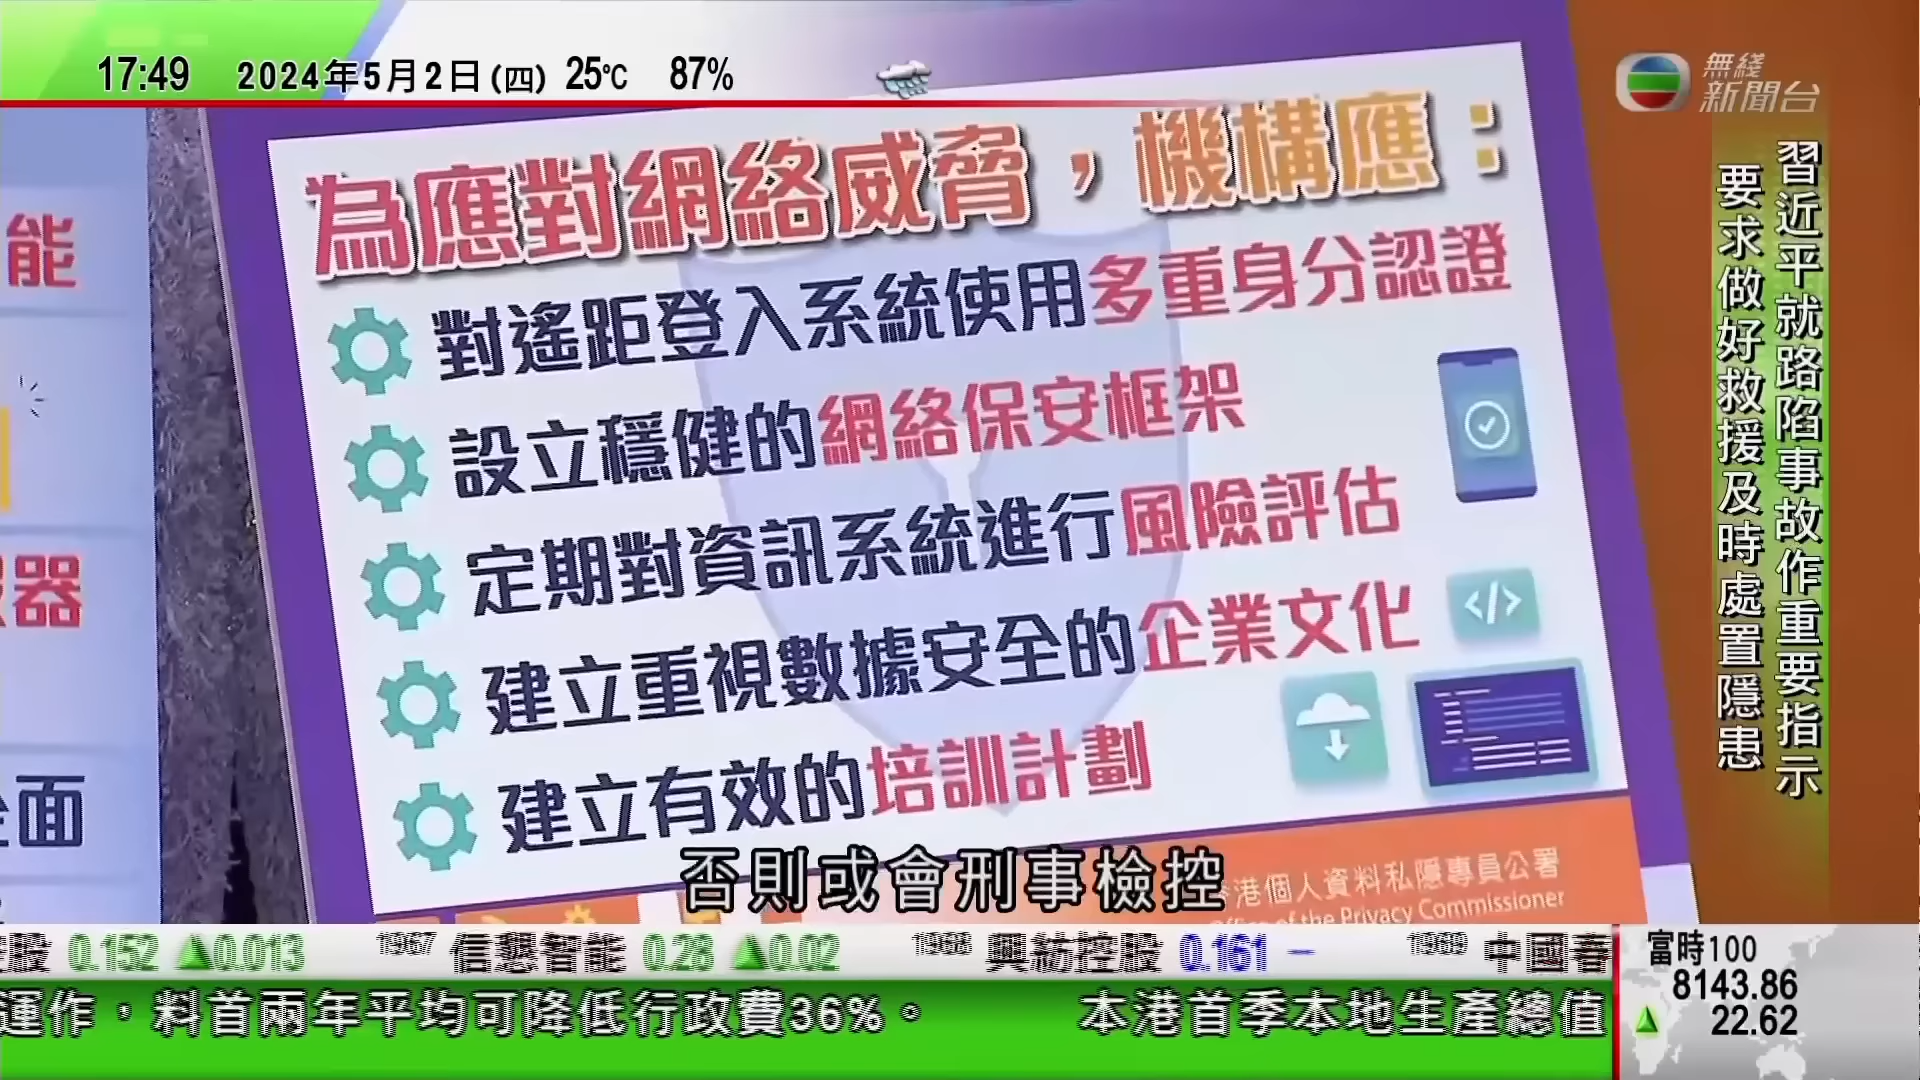 17:49 2024年5月2日(四) 25℃ 87%
無綫
新聞台
習近平就路陷事故作重要指示
要求做好救援及時處置隱患
能
器
面
為應對網絡威脅，機構應：
對遙距登入系統使用多重身分認證
設立穩健的網絡保安框架
定期對資訊系統進行風險評估
建立重視數據安全的企業文化
</>
建立有效的培訓計劃
港個人資料私隱專員公署
Office of the Privacy Commissioner
否則或會刑事檢控
控股 0.152 ▲0.013 1967 信懇智能 0.28 ▲0.02 1968 興紡控股 0.161 – 1969 中國春
運作，料首兩年平均可降低行政費36%。 本港首季本地生產總值
富時100
8143.86
▲ 22.62